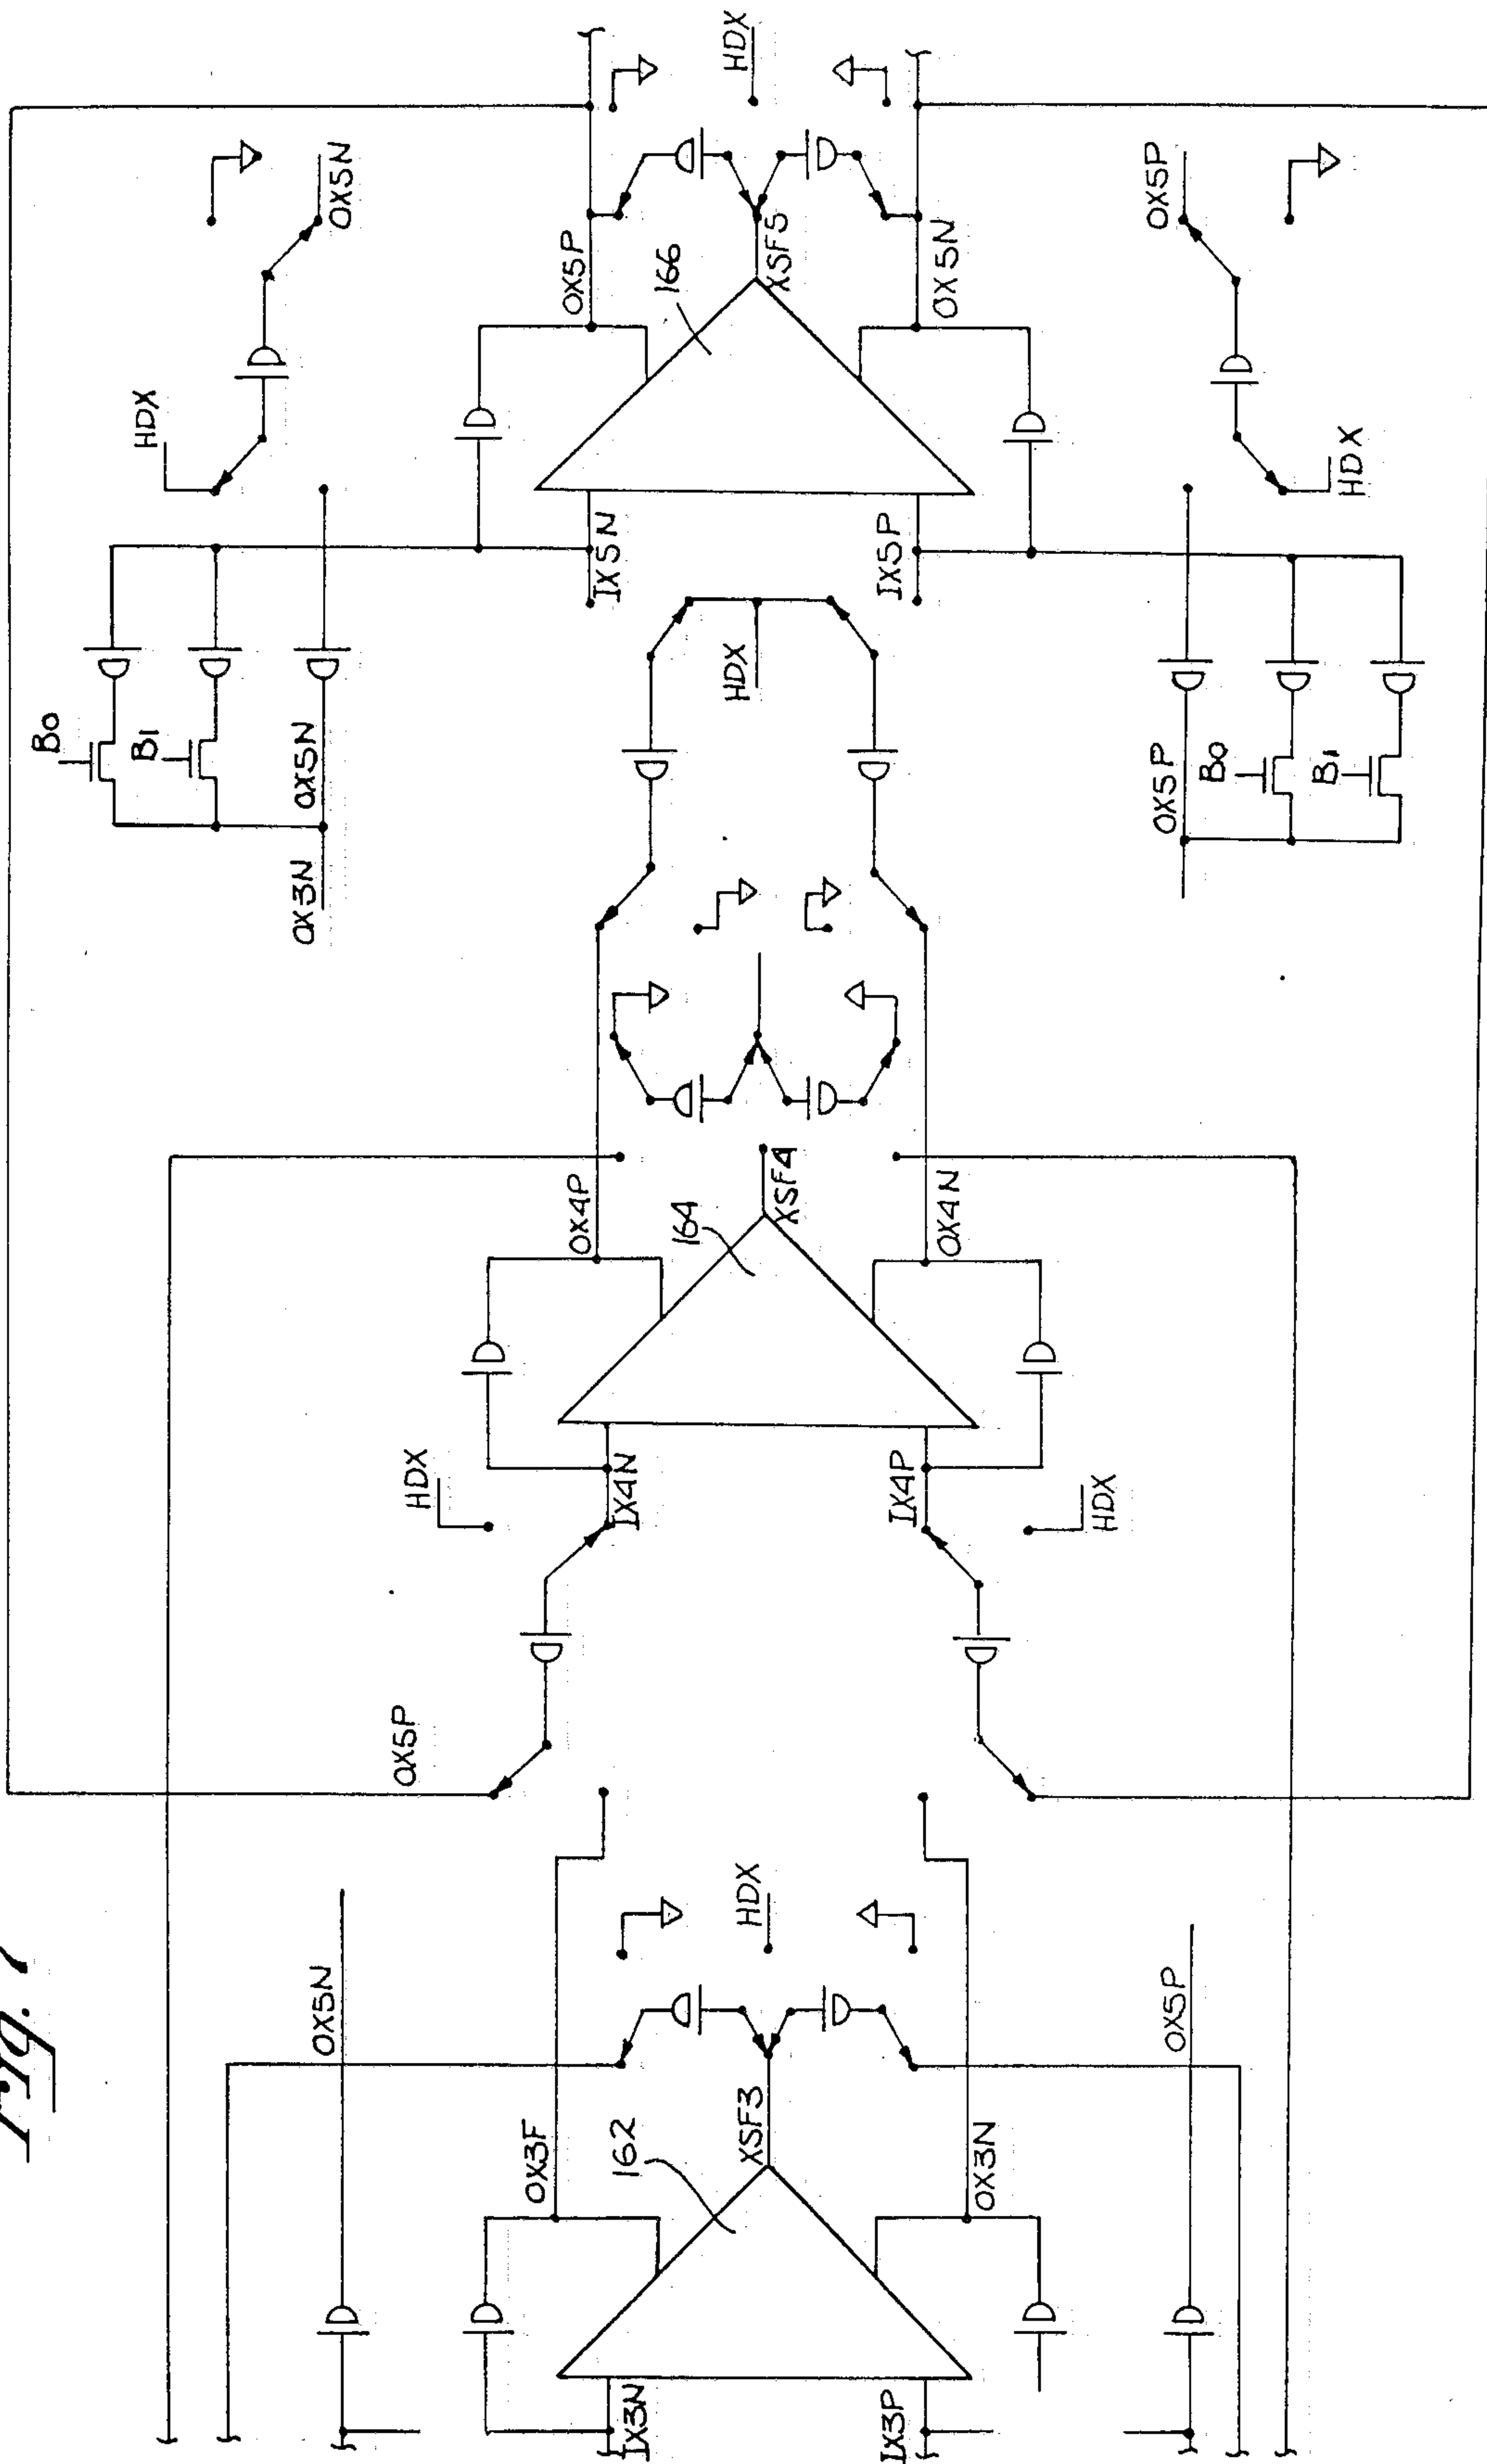 Fig. 7
B0
B1
HDX
OX3N
OX5N
OX5N
OX5N
OX5P
HDX
OX3F
OX4P
OX5P
162
164
166
IX3N
IX4N
IX5N
XSF3
HDX
XSF4
HDX
XSF5
HDX
IX3P
IX4P
IX5P
OX3N
OX4N
OX5N
HDX
OX5P
OX5P
OX5P
B0
B1
HDX